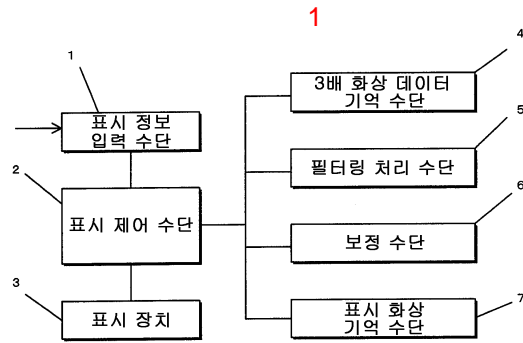 1
1
표시 정보
입력 수단
2
표시 제어 수단
3
표시 장치
4
3배 화상 데이터
기억 수단
5
필터링 처리 수단
6
보정 수단
7
표시 화상
기억 수단